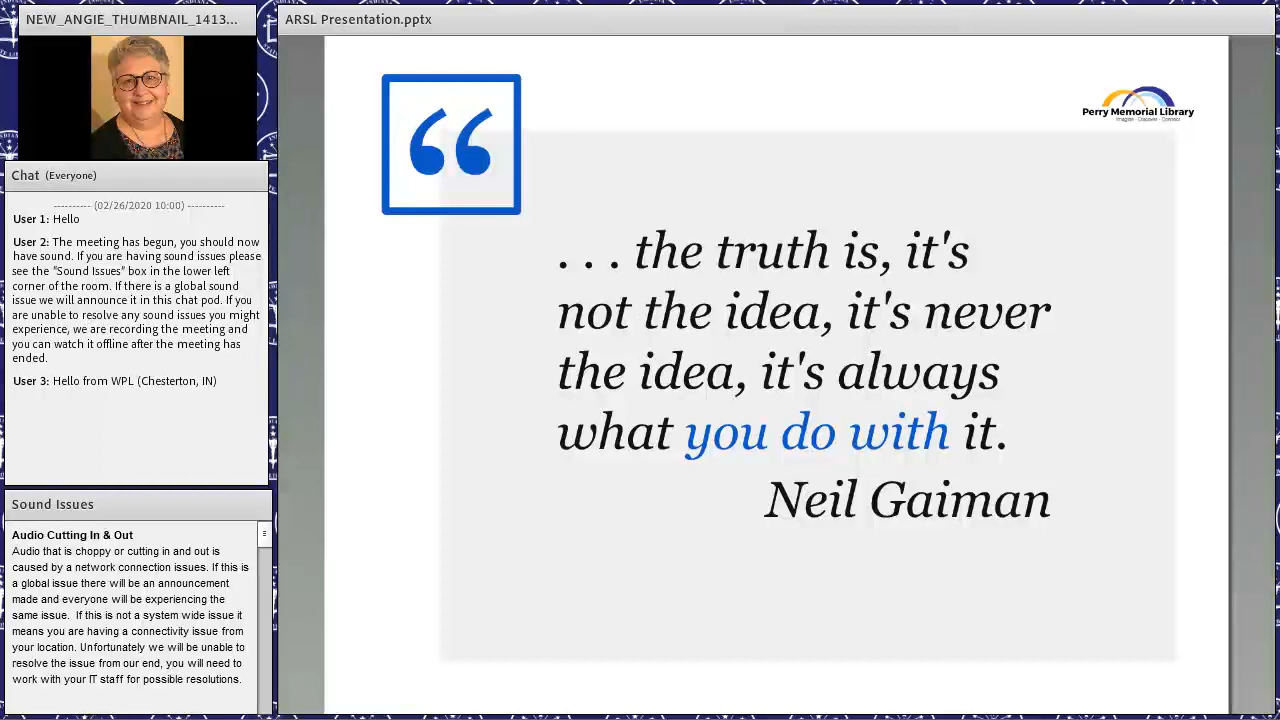 NEW_ANGIE_THUMBNAIL_1413...
Chat (Everyone)
---------- (02/26/2020 10:00) ----------
User 1: Hello
User 2: The meeting has begun, you should now
have sound. If you are having sound issues please
see the "Sound Issues" box in the lower left
corner of the room. If there is a global sound
issue we will announce it in this chat pod. If you
are unable to resolve any sound issues you might
experience, we are recording the meeting and
you can watch it offline after the meeting has
ended.
User 3: Hello from WPL (Chesterton, IN)
Sound Issues
Audio Cutting In & Out
Audio that is choppy or cutting in and out is
caused by a network connection issues. If this is
a global issue there will be an announcement
made and everyone will be experiencing the
same issue.  If this is not a system wide issue it
means you are having a connectivity issue from
your location. Unfortunately we will be unable to
resolve the issue from our end, you will need to
work with your IT staff for possible resolutions.
ARSL Presentation.pptx
Perry Memorial Library
Imagine · Discover · Connect
“
. . . the truth is, it's
not the idea, it's never
the idea, it's always
what you do with it.
Neil Gaiman